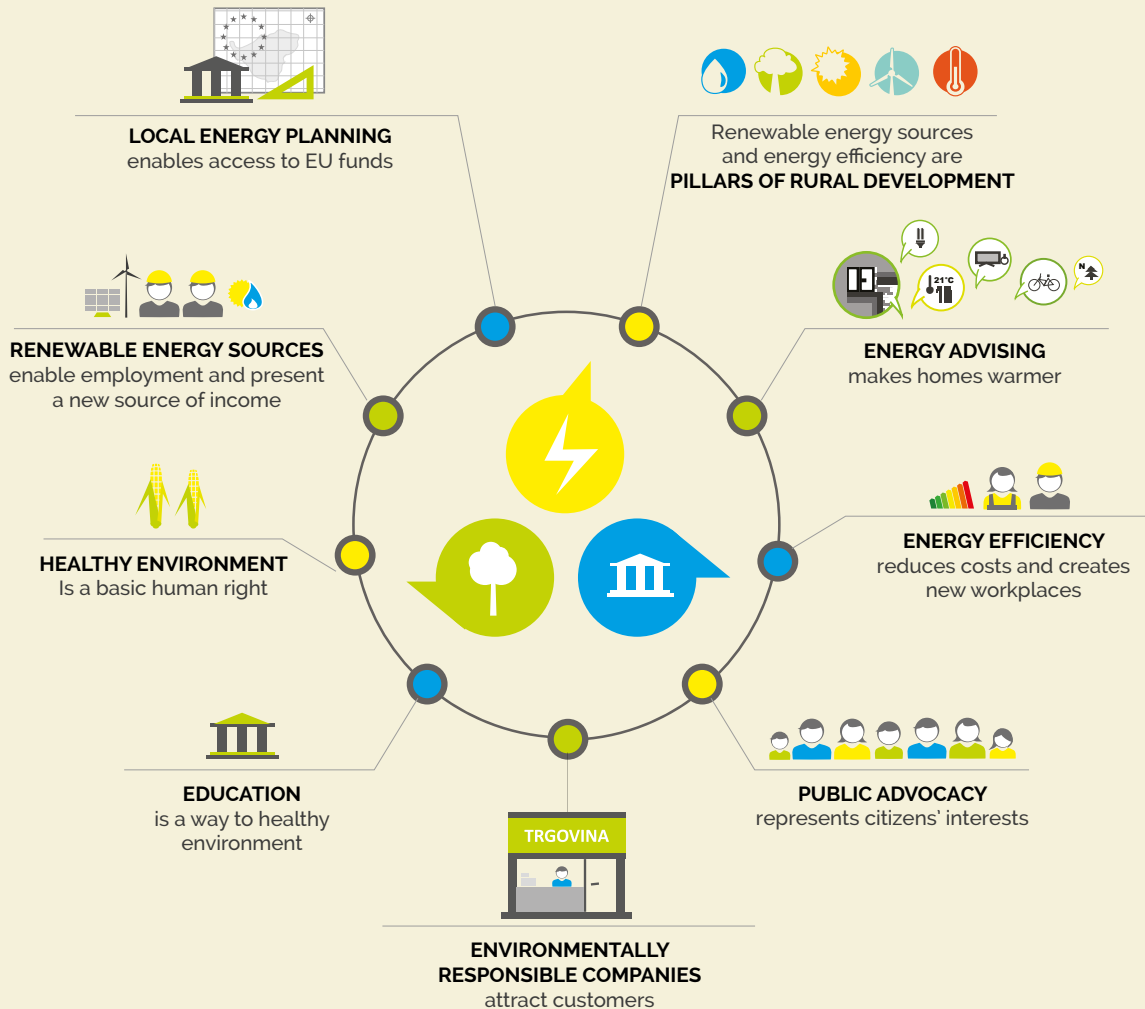 LOCAL ENERGY PLANNING
enables access to EU funds
Renewable energy sources
and energy efficiency are
PILLARS OF RURAL DEVELOPMENT
RENEWABLE ENERGY SOURCES
enable employment and present
a new source of income
21°C
N
ENERGY ADVISING
makes homes warmer
HEALTHY ENVIRONMENT
Is a basic human right
ENERGY EFFICIENCY
reduces costs and creates
new workplaces
EDUCATION
is a way to healthy
environment
PUBLIC ADVOCACY
represents citizens' interests
TRGOVINA
ENVIRONMENTALLY
RESPONSIBLE COMPANIES
attract customers